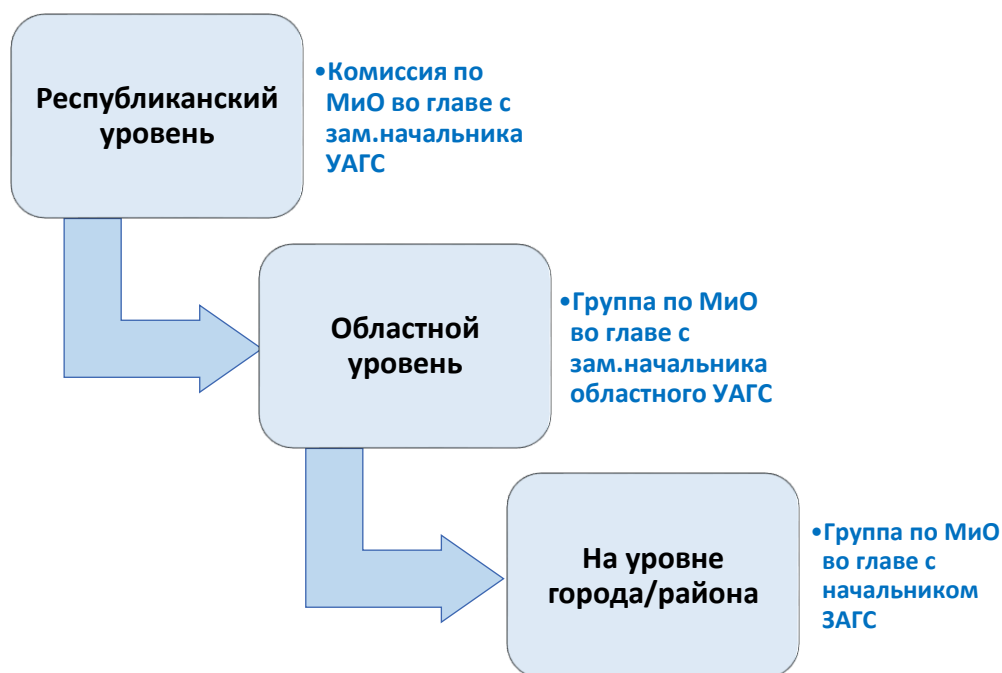 Республиканский
уровень
•Комиссия по
МиО во главе с
зам.начальника
УАГС
Областной
уровень
•Группа по МиО
во главе с
зам.начальника
областного УАГС
На уровне
города/района
•Группа по МиО
во главе с
начальником
ЗАГС